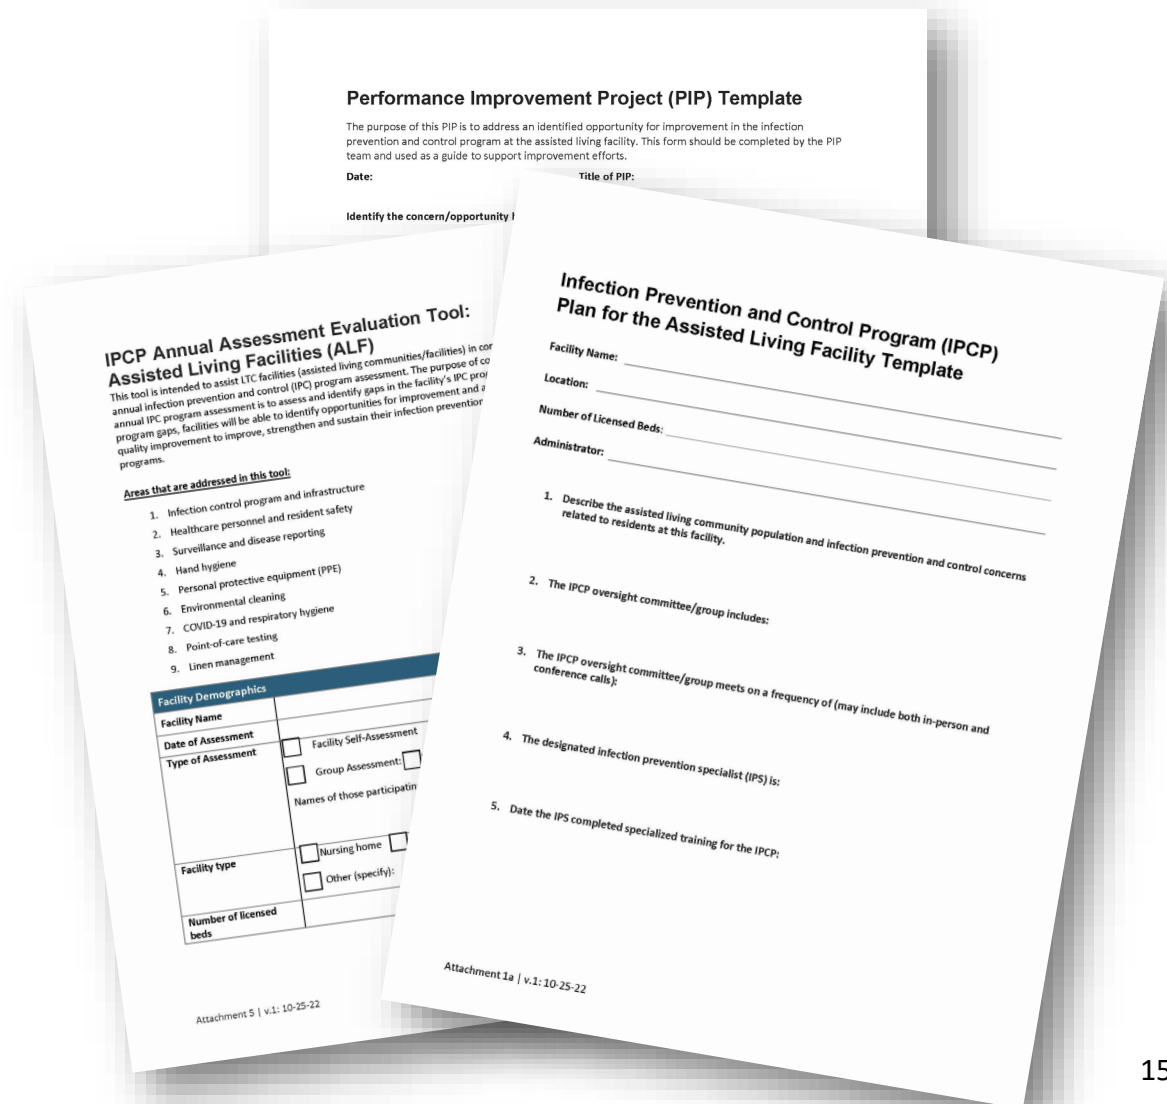 Performance Improvement Project (PIP) Template
The purpose of this PIP is to address an identified opportunity for improvement in the infection
prevention and control program at the assisted living facility. This form should be completed by the PIP
team and used as a guide to support improvement efforts.
Date: Title of PIP:
Identify the concern/opportunity
IPCP Annual Assessment Evaluation Tool:
Assisted Living Facilities (ALF)
This tool is intended to assist LTC facilities (assisted living communities/facilities) in
annual infection prevention and control (IPC) program assessment. The purpose of
annual IPC program assessment is to assess and identify gaps in the facility's IPC
program gaps, facilities will be able to identify opportunities for improvement and
quality improvement to improve, strengthen and sustain their infection prevention
programs.
Areas that are addressed in this tool:
1. Infection control program and infrastructure
2. Healthcare personnel and resident safety
3. Surveillance and disease reporting
4. Hand hygiene
5. Personal protective equipment (PPE)
6. Environmental cleaning
7. COVID-19 and respiratory hygiene
8. Point-of-care testing
9. Linen management
Facility Demographics
Facility Name
Date of Assessment
Type of Assessment
Facility Self-Assessment
Group Assessment:
Names of those
Facility type
Nursing home
Other (specify):
Number of licensed
beds
Attachment 5 | v.1: 10-25-22
Infection Prevention and Control Program (IPCP)
Plan for the Assisted Living Facility Template
Facility Name:
Location:
Number of Licensed Beds:
Administrator:
1. Describe the assisted living community population and infection prevention and control concerns
related to residents at this facility.
2. The IPCP oversight committee/group includes:
3. The IPCP oversight committee/group meets on a frequency of (may include both in-person and
conference calls):
4. The designated infection prevention specialist (IPS) is:
5. Date the IPS completed specialized training for the IPCP:
Attachment 1a | v.1: 10-25-22
15